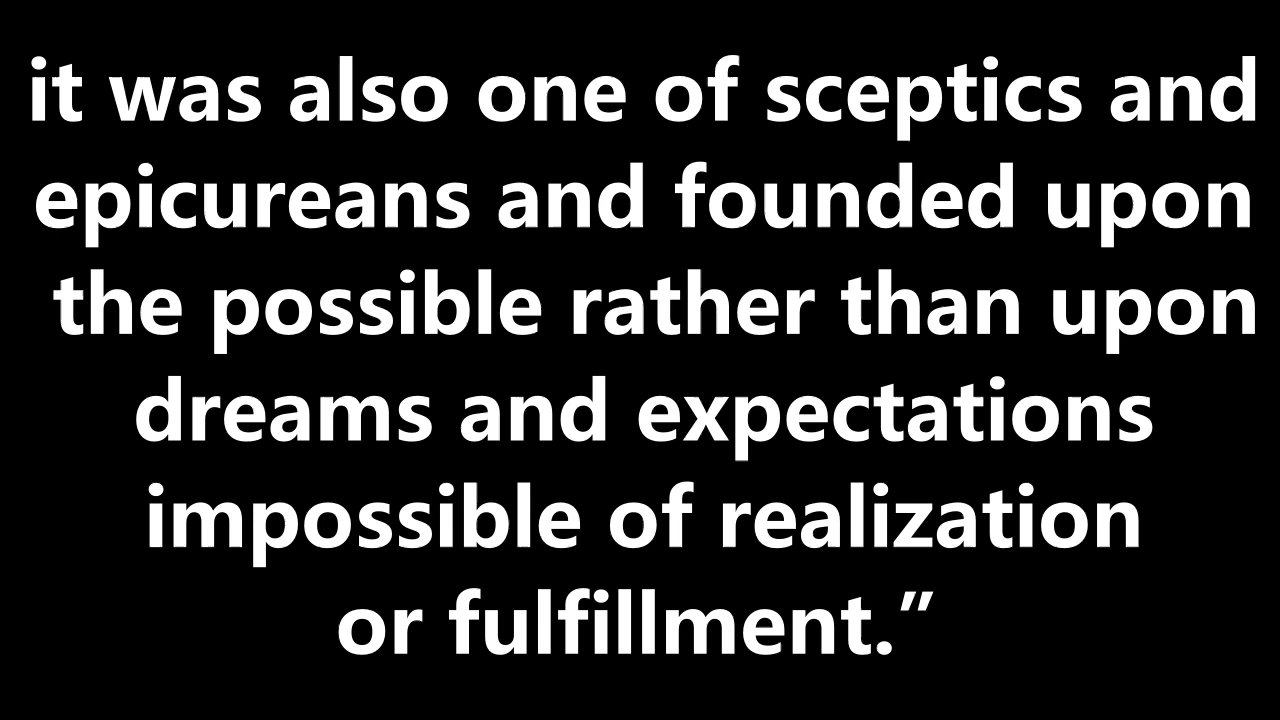 it was also one of sceptics and
epicureans and founded upon
the possible rather than upon
dreams and expectations
impossible of realization
or fulfillment.”